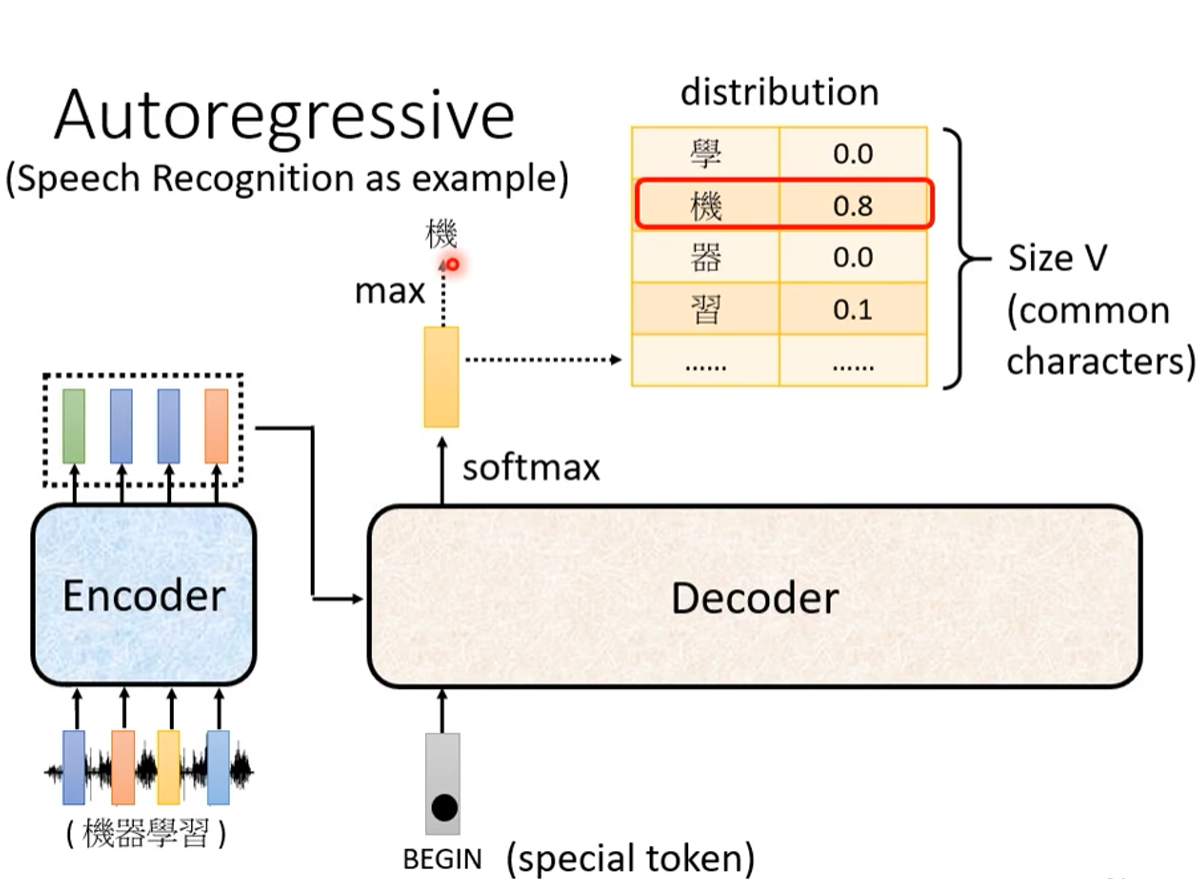 Autoregressive
(Speech Recognition as example)
distribution
學 0.0
機 0.8
器 0.0
習 0.1
...... ......
Size V
(common
characters)
機
max
softmax
Encoder
Decoder
(機器學習)
BEGIN (special token)